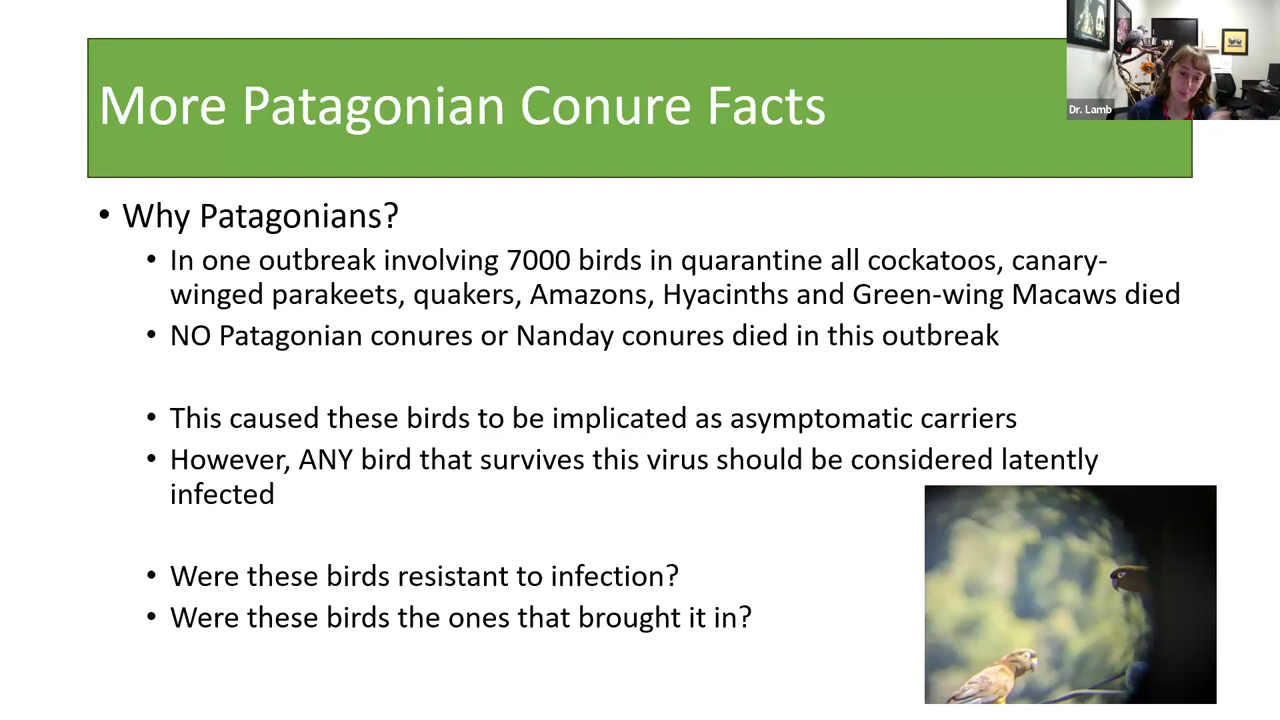 More Patagonian Conure Facts
Dr. Lamb
• Why Patagonians?
• In one outbreak involving 7000 birds in quarantine all cockatoos, canary-
winged parakeets, quakers, Amazons, Hyacinths and Green-wing Macaws died
• NO Patagonian conures or Nanday conures died in this outbreak
• This caused these birds to be implicated as asymptomatic carriers
• However, ANY bird that survives this virus should be considered latently
infected
• Were these birds resistant to infection?
• Were these birds the ones that brought it in?